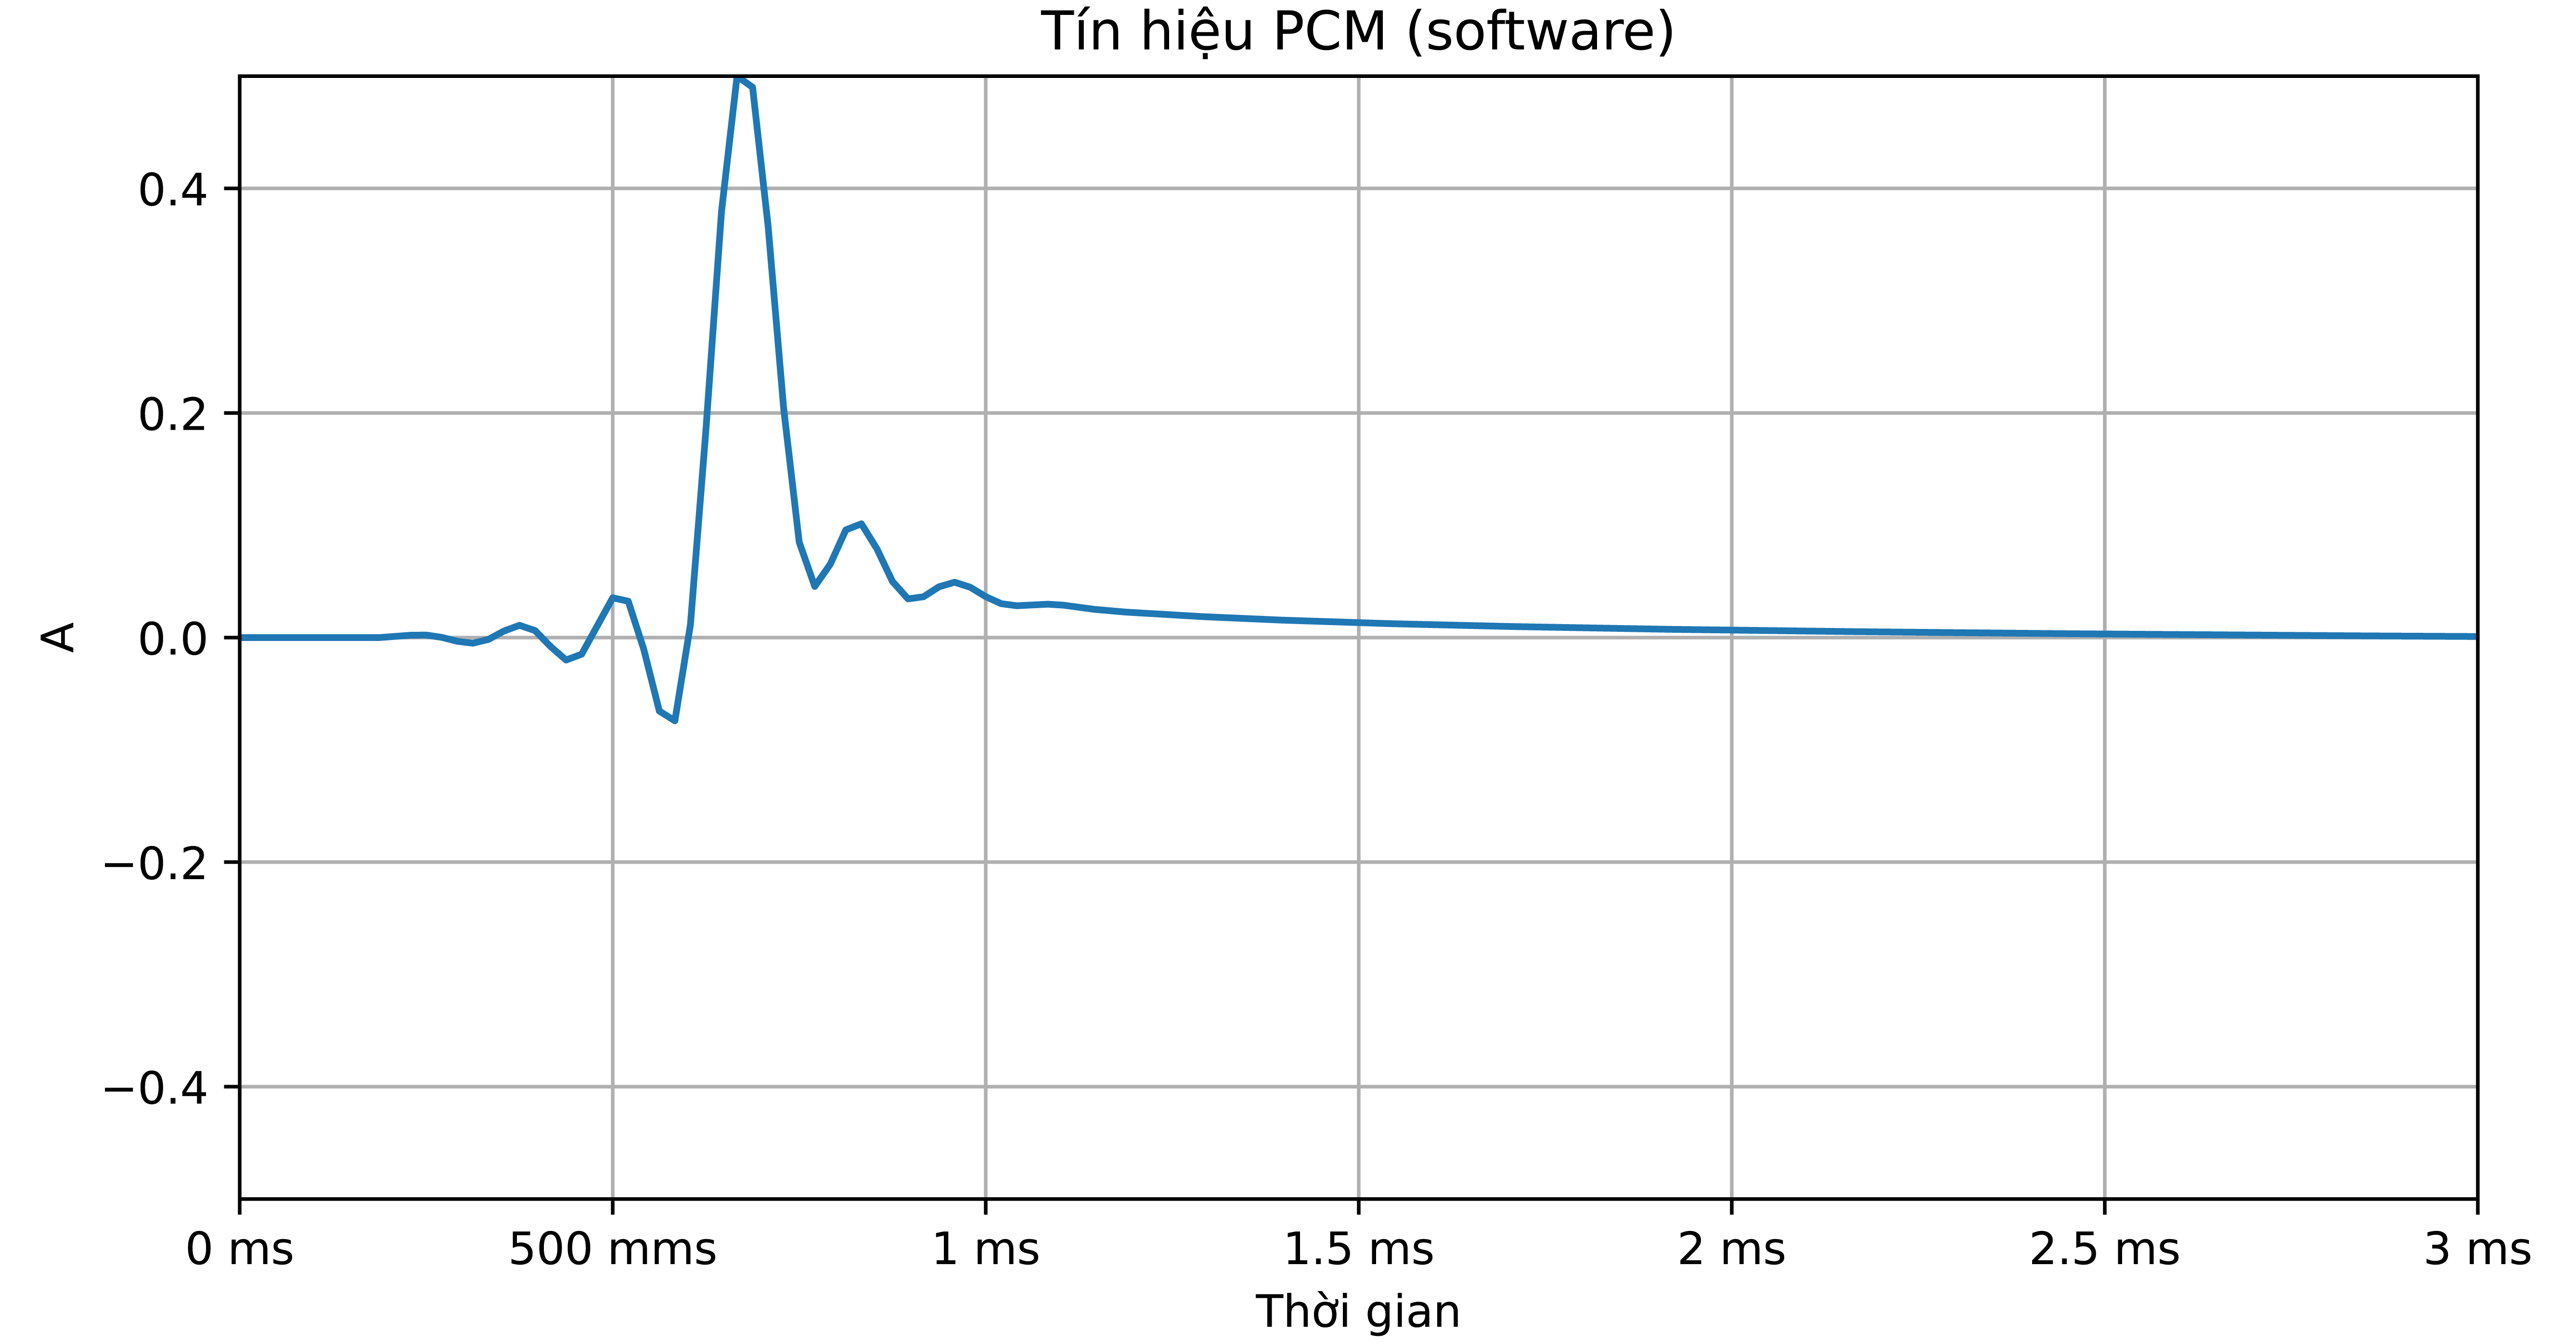 Tín hiệu PCM (software)
0.4
0.2
0.0
−0.2
−0.4
A
0 ms 500 mms 1 ms 1.5 ms 2 ms 2.5 ms 3 ms
Thời gian